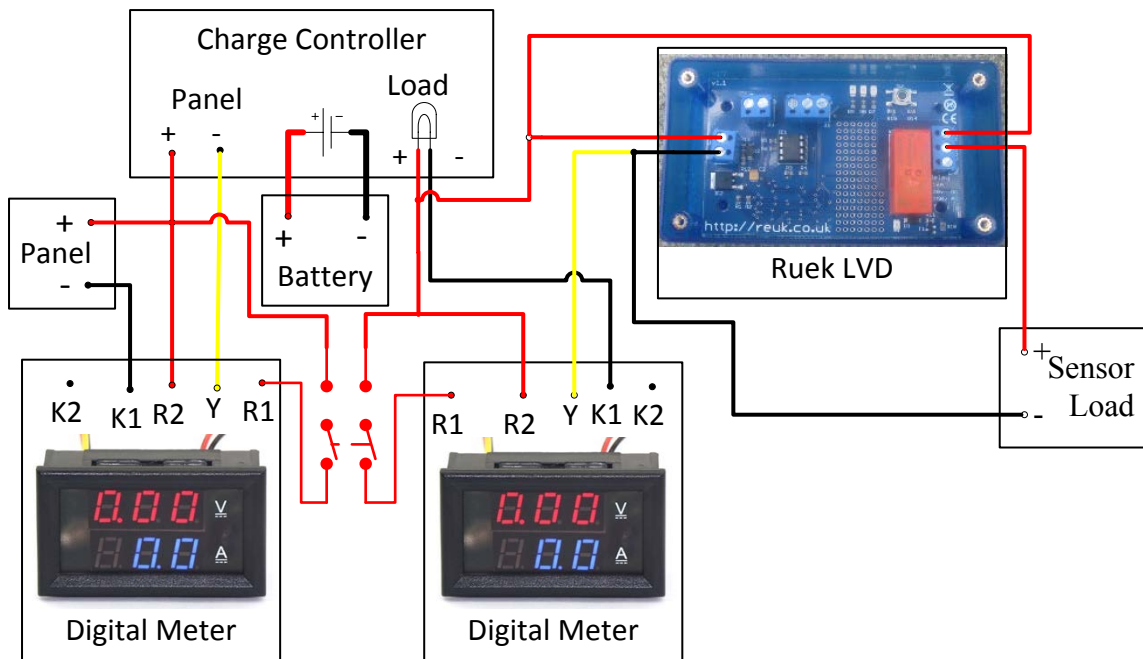 Charge Controller
Panel
+ -
Load
+ -
+ -
Panel
+
-
+ -
Battery
http://reuk.co.uk
Ruek LVD
+
Sensor
Load
-
K2 K1 R2 Y R1
0.00 V
0.0 A
Digital Meter
R1 R2 Y K1 K2
0.00 V
0.0 A
Digital Meter